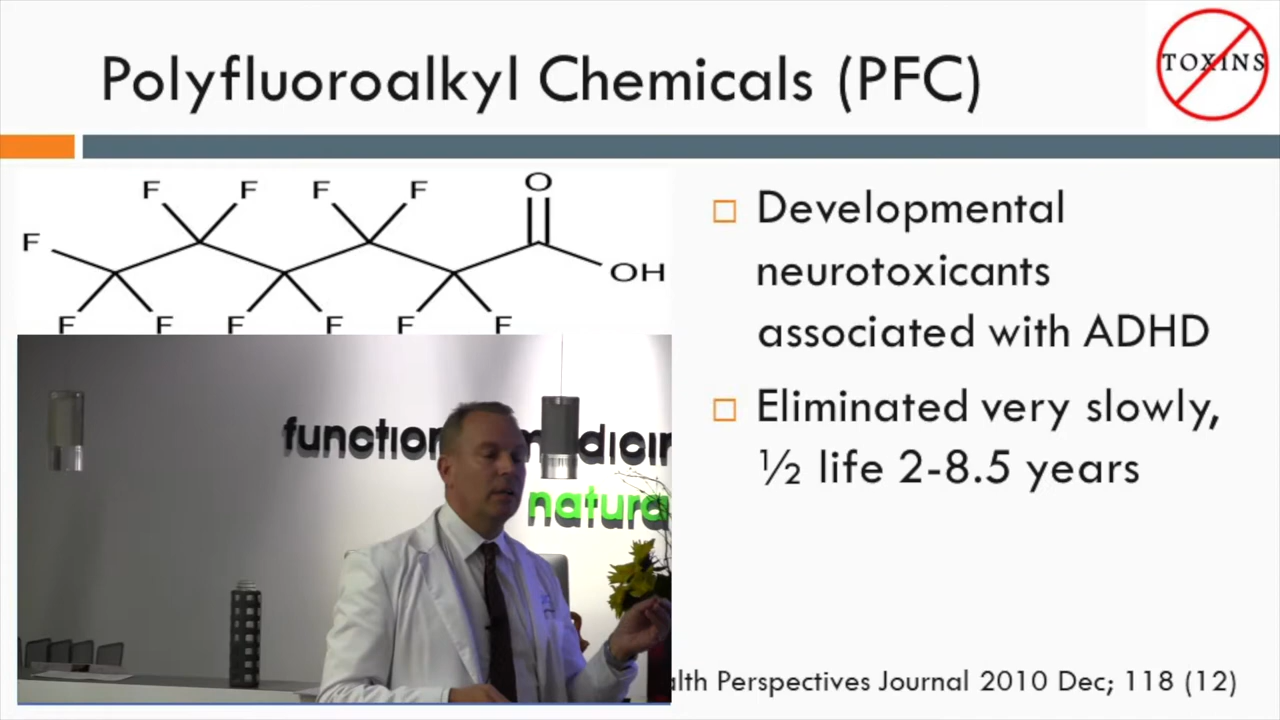 Polyfluoroalkyl Chemicals (PFC)
TOXINS
F F F F O
F
OH
F F F F F F
Developmental
neurotoxicants
associated with ADHD
Eliminated very slowly,
½ life 2-8.5 years
natura
Perspectives Journal 2010 Dec; 118 (12)